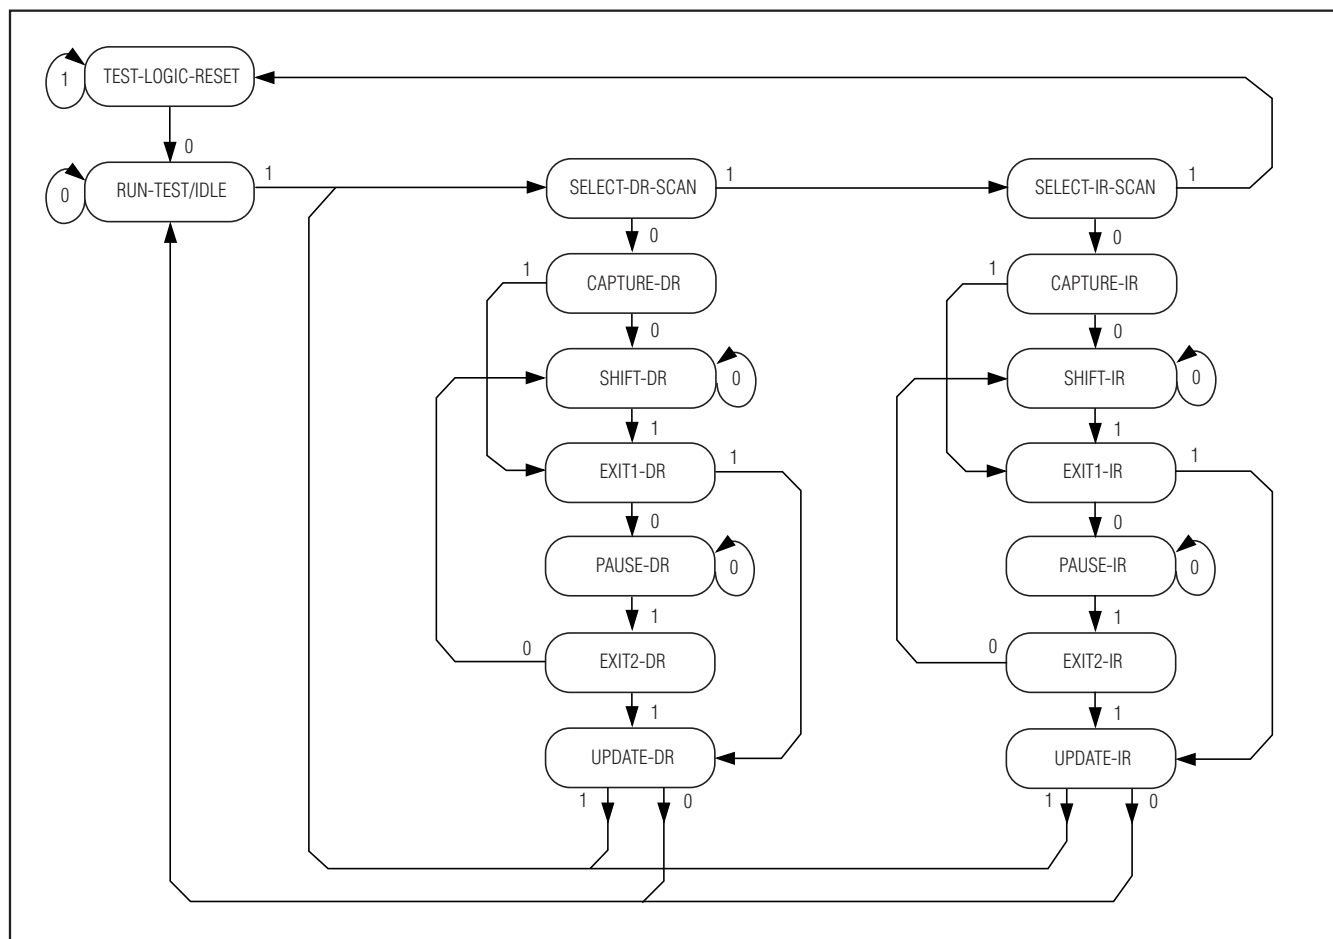 TEST-LOGIC-RESET
1
0
RUN-TEST/IDLE
0
1
SELECT-DR-SCAN
1
SELECT-IR-SCAN
1
0
0
1
CAPTURE-DR
1
CAPTURE-IR
0
0
SHIFT-DR
0
SHIFT-IR
0
1
1
EXIT1-DR
1
EXIT1-IR
1
0
0
PAUSE-DR
0
PAUSE-IR
0
1
1
0
EXIT2-DR
0
EXIT2-IR
1
1
UPDATE-DR
UPDATE-IR
1
0
1
0